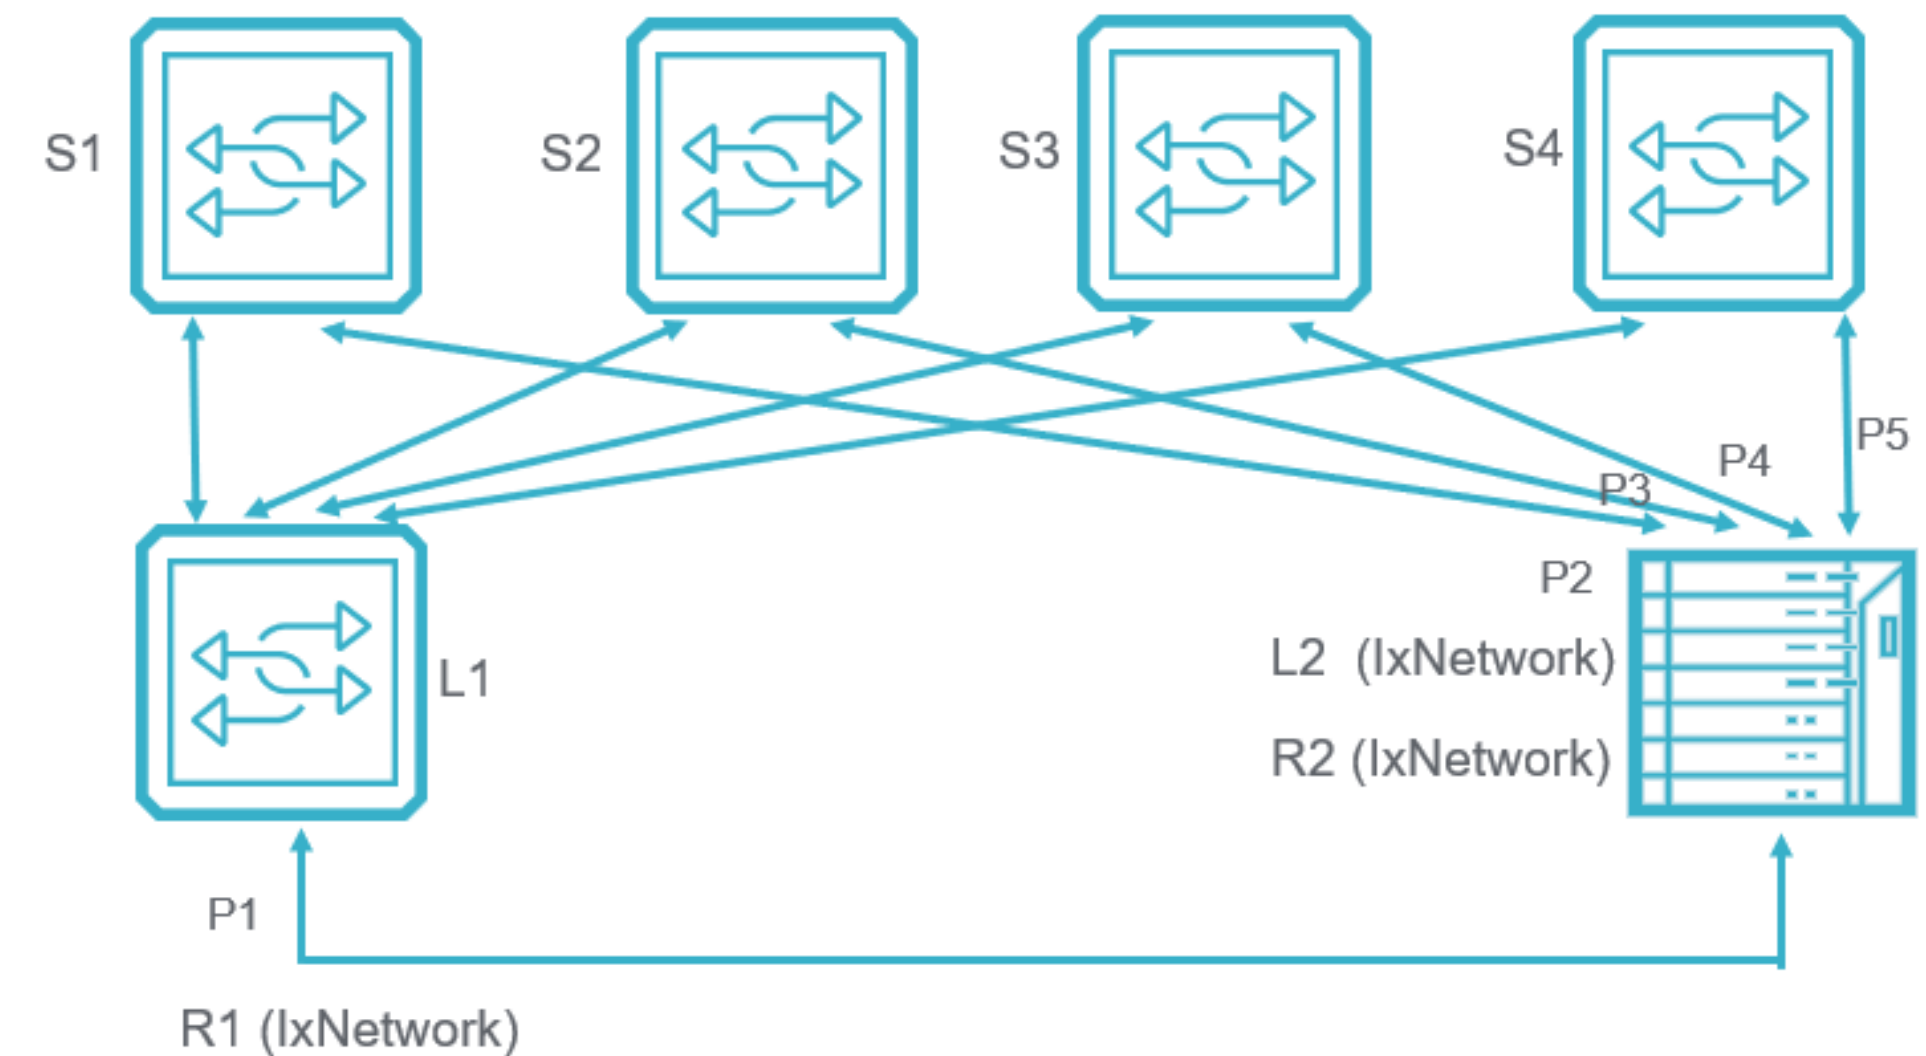 S1
S2
S3
S4
P5
P4
P3
P2
L2 (IxNetwork)
L1
R2 (IxNetwork)
P1
R1 (IxNetwork)